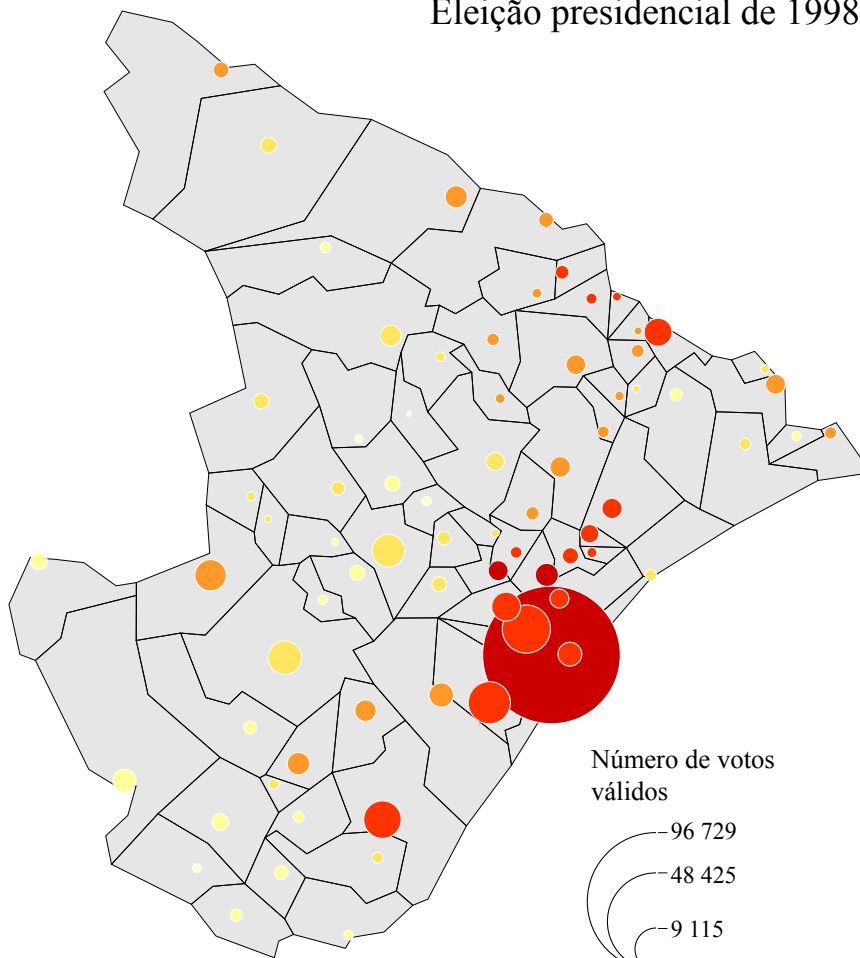 Eleição presidencial de 1998
Número de votos
válidos
96 729
48 425
9 115